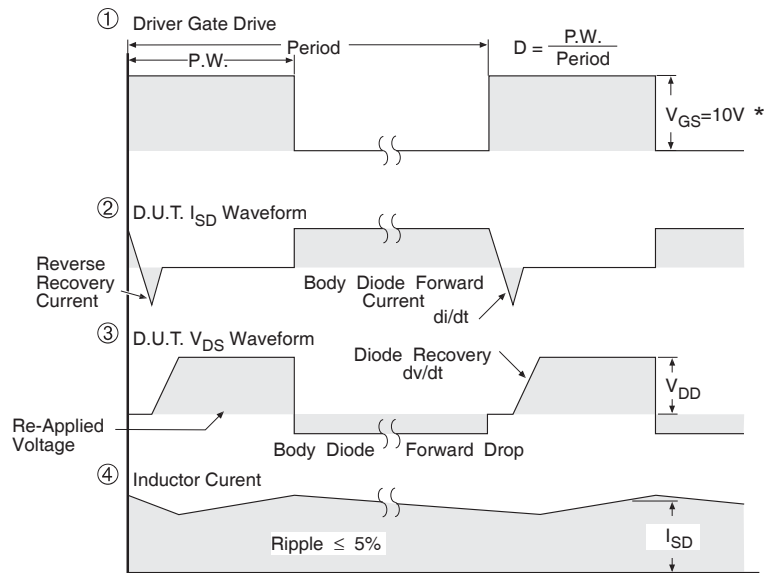 ① Driver Gate Drive
Period
P.W.
D = P.W. / Period
V_GS=10V *
② D.U.T. I_SD Waveform
Reverse
Recovery
Current
Body Diode Forward
Current
di/dt
③ D.U.T. V_DS Waveform
Diode Recovery
dv/dt
V_DD
Re-Applied
Voltage
Body Diode Forward Drop
④ Inductor Curent
Ripple ≤ 5%
I_SD